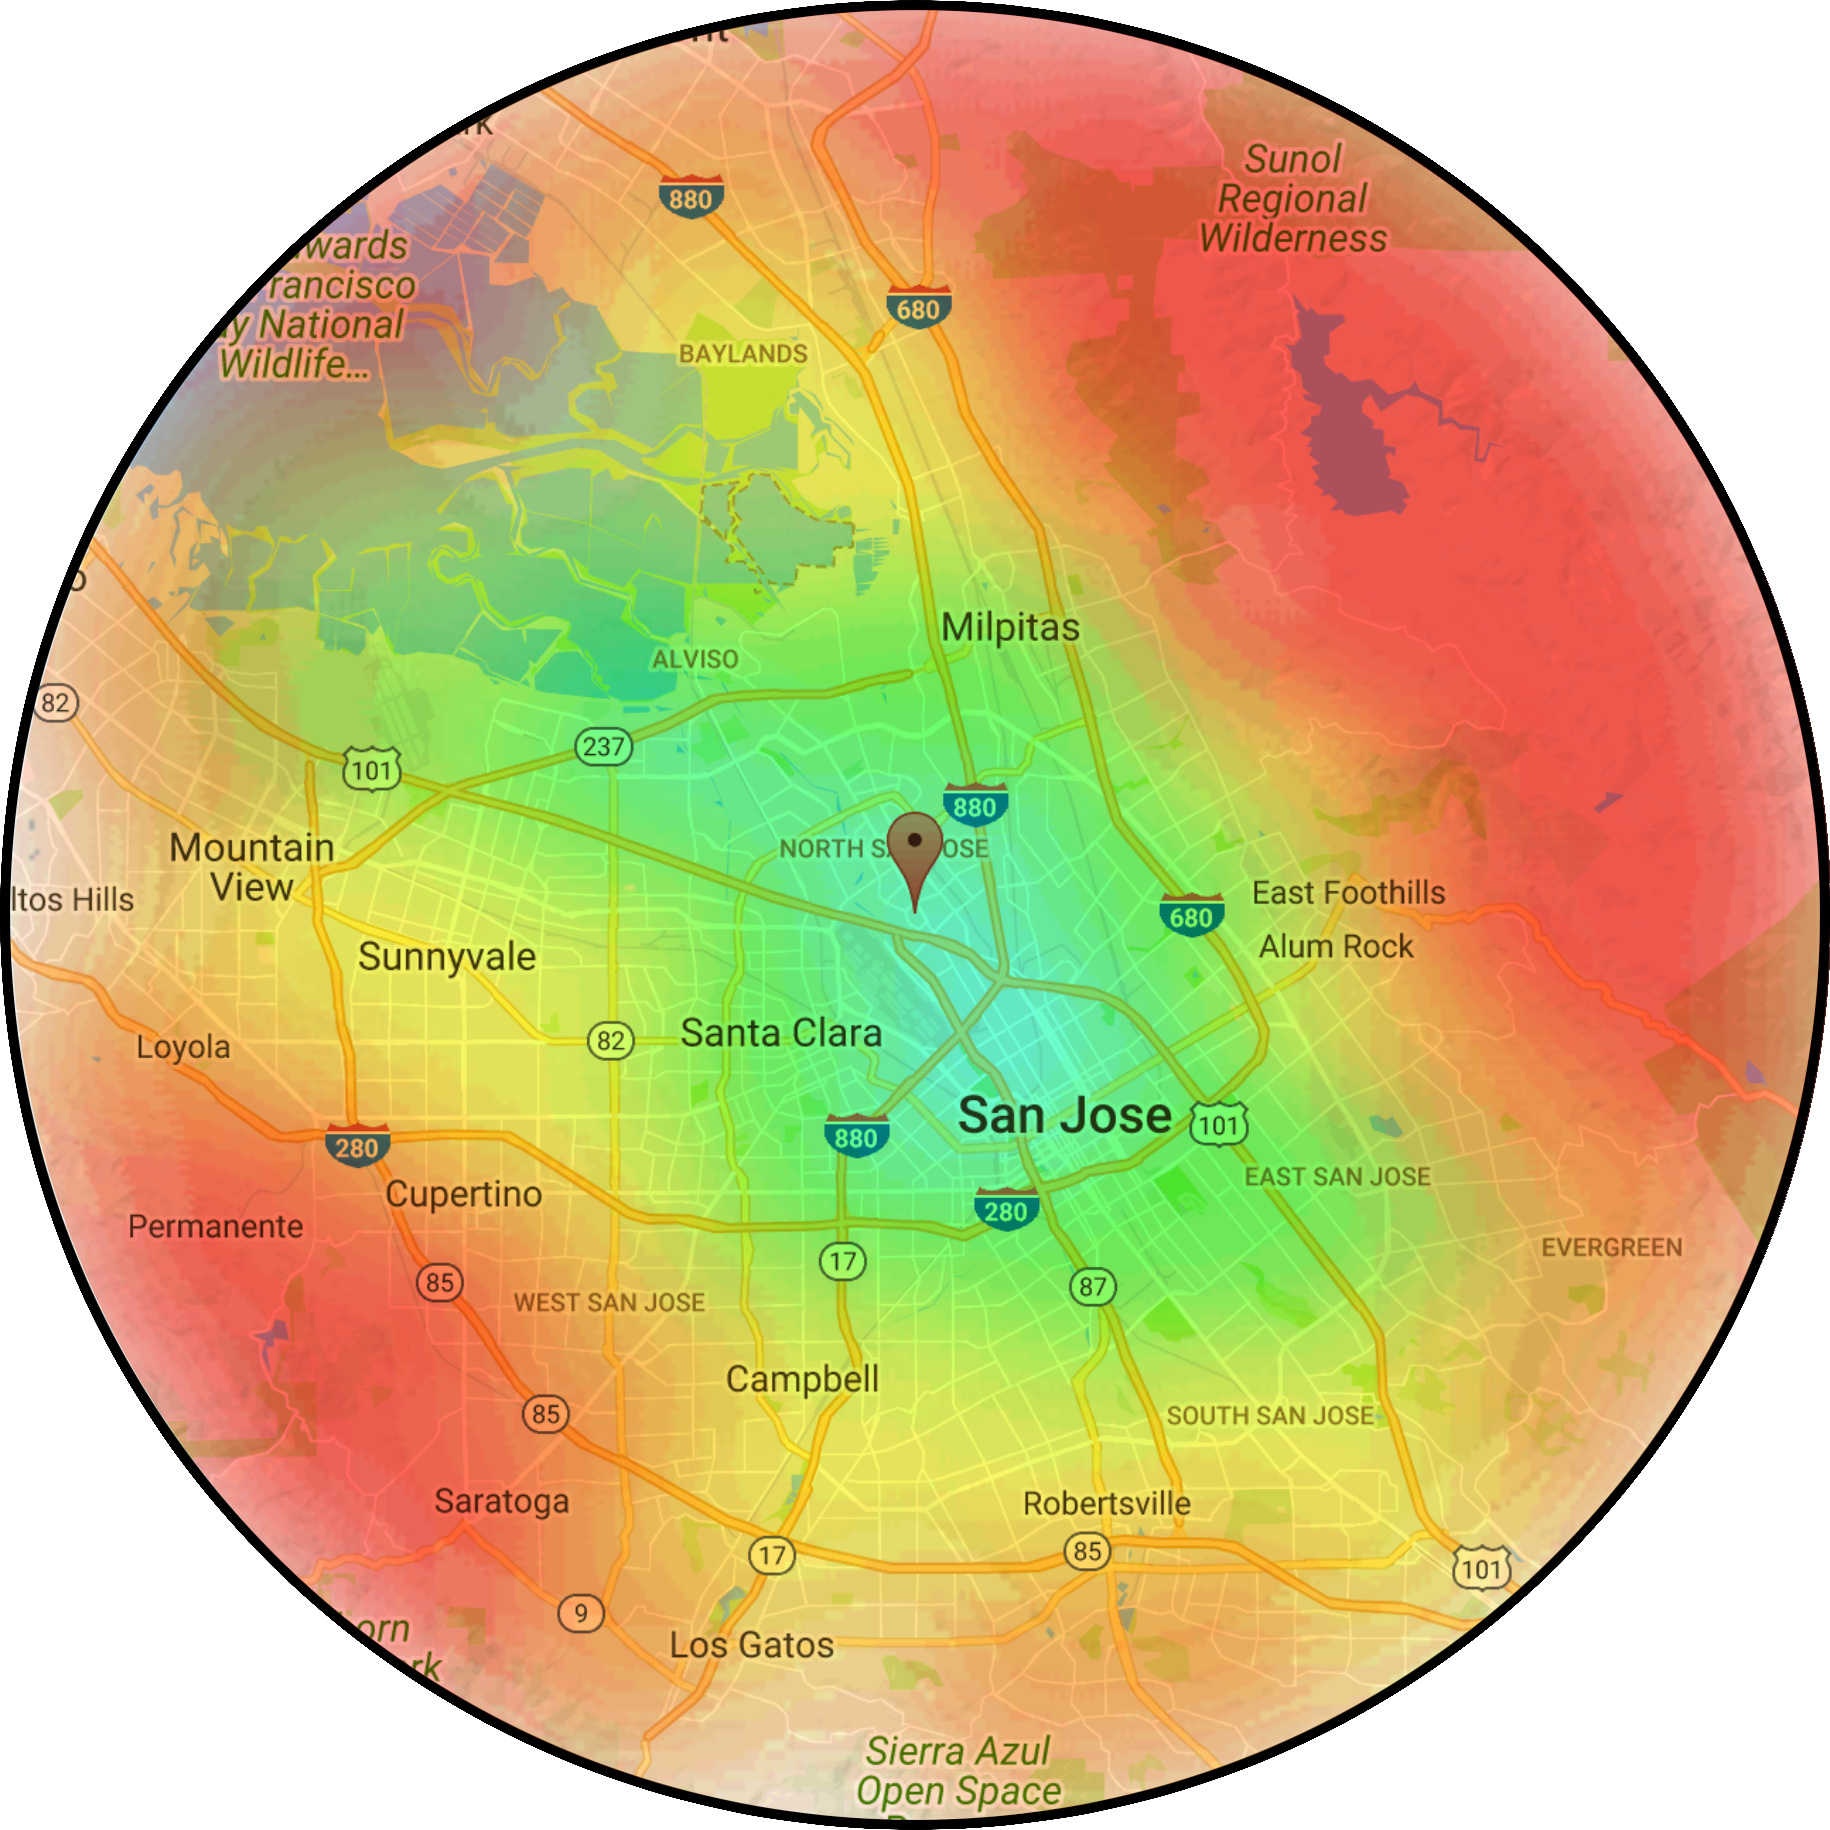 880
Sunol
Regional
Wilderness
wards
rancisco
y National
Wildlife...
680
BAYLANDS
Milpitas
ALVISO
82
237
101
880
NORTH SA OSE
Mountain
View
ltos Hills
East Foothills
680
Alum Rock
Sunnyvale
Santa Clara
82
Loyola
San Jose
880
101
280
EAST SAN JOSE
Cupertino
280
Permanente
EVERGREEN
17
85
87
WEST SAN JOSE
Campbell
85
SOUTH SAN JOSE
Saratoga
Robertsville
17
85
101
9
orn
rk
Los Gatos
Sierra Azul
Open Space